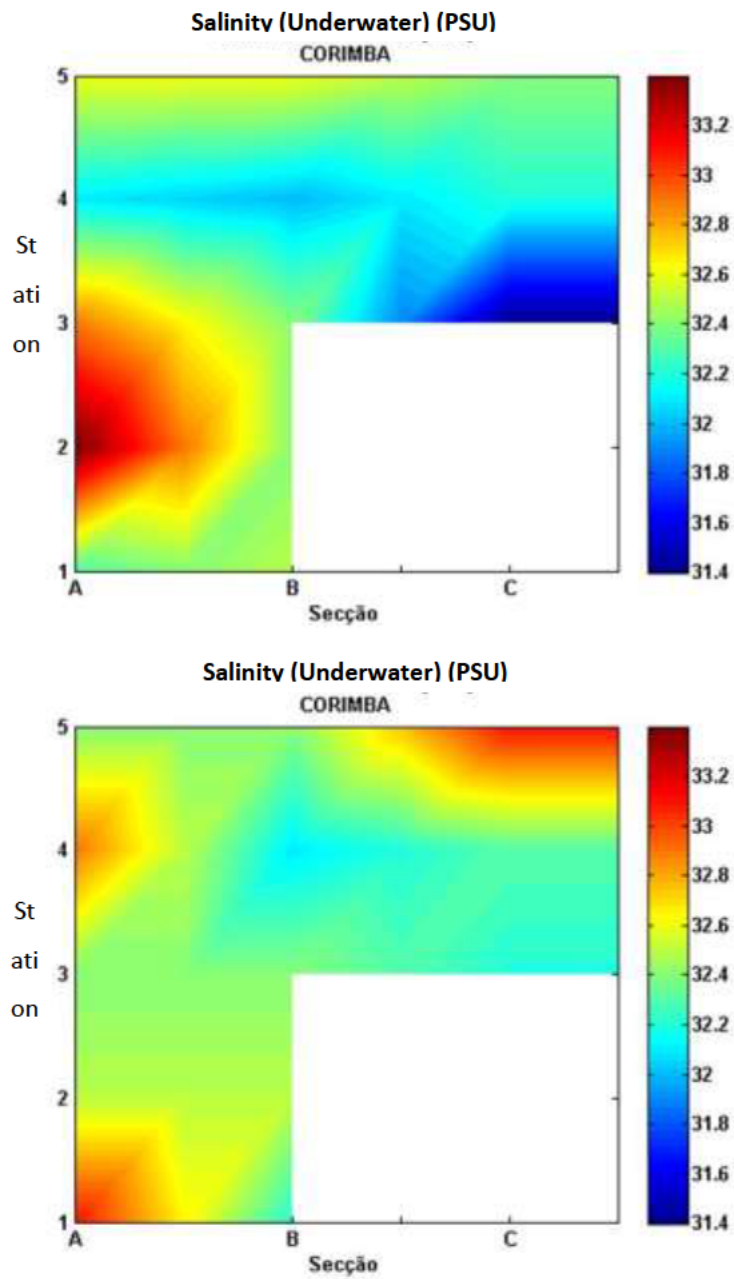 Salinity (Underwater) (PSU)
CORIMBA
5
4
3
2
1
St
ati
on
A
B
C
Secção
33.2
33
32.8
32.6
32.4
32.2
32
31.8
31.6
31.4
Salinity (Underwater) (PSU)
CORIMBA
5
4
3
2
1
St
ati
on
A
B
C
Secção
33.2
33
32.8
32.6
32.4
32.2
32
31.8
31.6
31.4